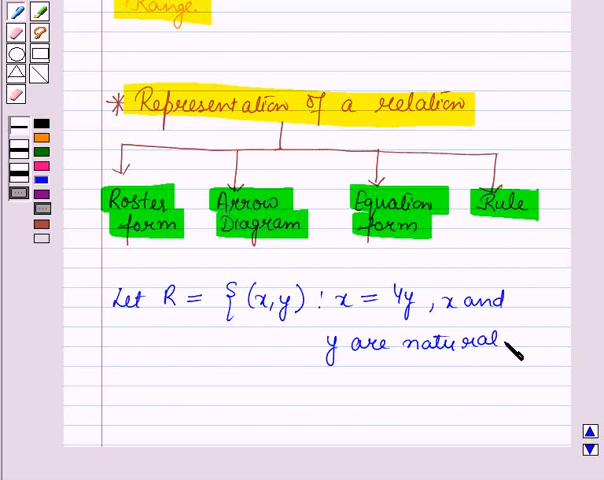 Range.
* Representation of a relation
Roster form
Arrow Diagram
Equation form
Rule
Let R = { (x,y) : x = 4y , x and
y are natural